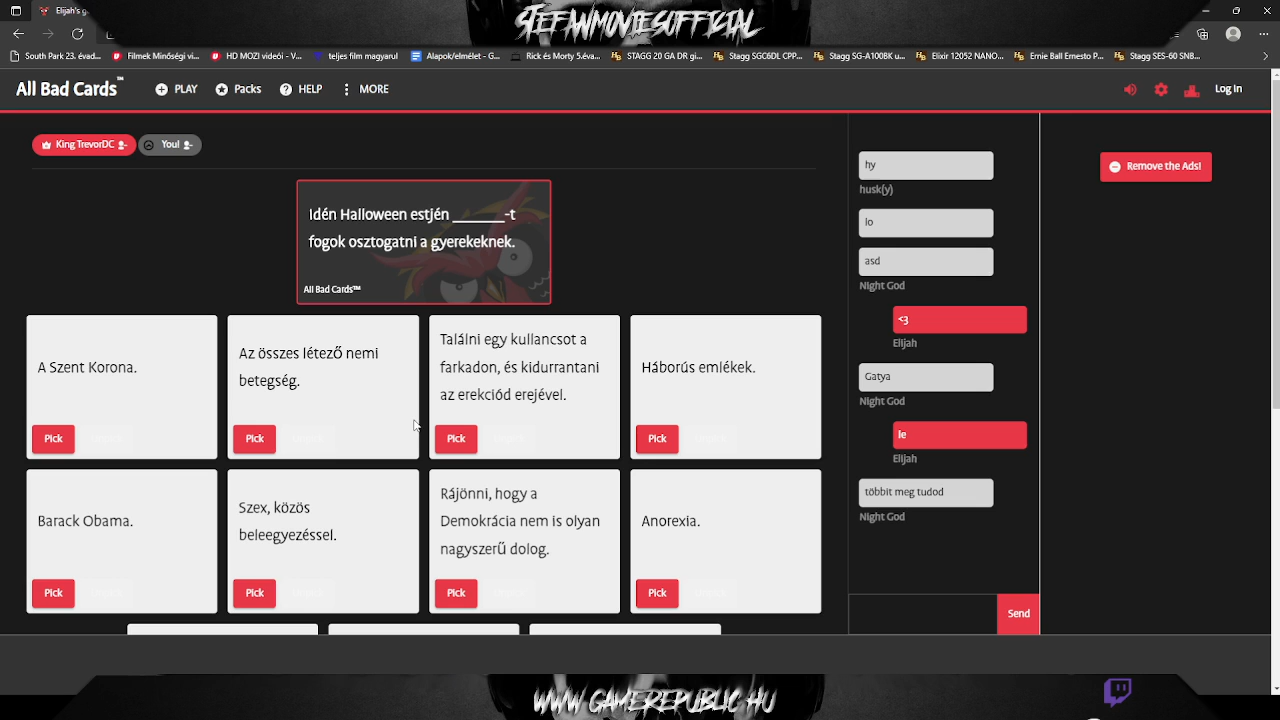 STEFANMOVIESOFFICIAL
Elijah's g
South Park 23. évad...
Filmek Minőségi vi...
HD MOZI videói - V...
teljes film magyarul
Alapok/elmélet - G...
Rick és Morty 5.éva...
STAGG 20 GA DR gi...
Stagg SGC6DL CPP...
Stagg SG-A100BK u...
Elixir 12052 NANO...
Ernie Ball Ernesto P...
Stagg SES-60 SNB...
All Bad Cards™
PLAY
Packs
HELP
MORE
Log In
King TrevorDC
You!
Idén Halloween estjén _______-t
fogok osztogatni a gyerekeknek.
All Bad Cards™
A Szent Korona.
Pick
Az összes létező nemi
betegség.
Pick
Találni egy kullancsot a
farkadon, és kidurrantani
az erekciód erejével.
Pick
Háborús emlékek.
Pick
Barack Obama.
Pick
Szex, közös
beleegyezéssel.
Pick
Rájönni, hogy a
Demokrácia nem is olyan
nagyszerű dolog.
Pick
Anorexia.
Pick
hy
husk(y)
lo
asd
Night God
<3
Elijah
Gatya
Night God
le
Elijah
többit meg tudod
Night God
Send
Remove the Ads!
WWW GAMEREPUBLIC HU